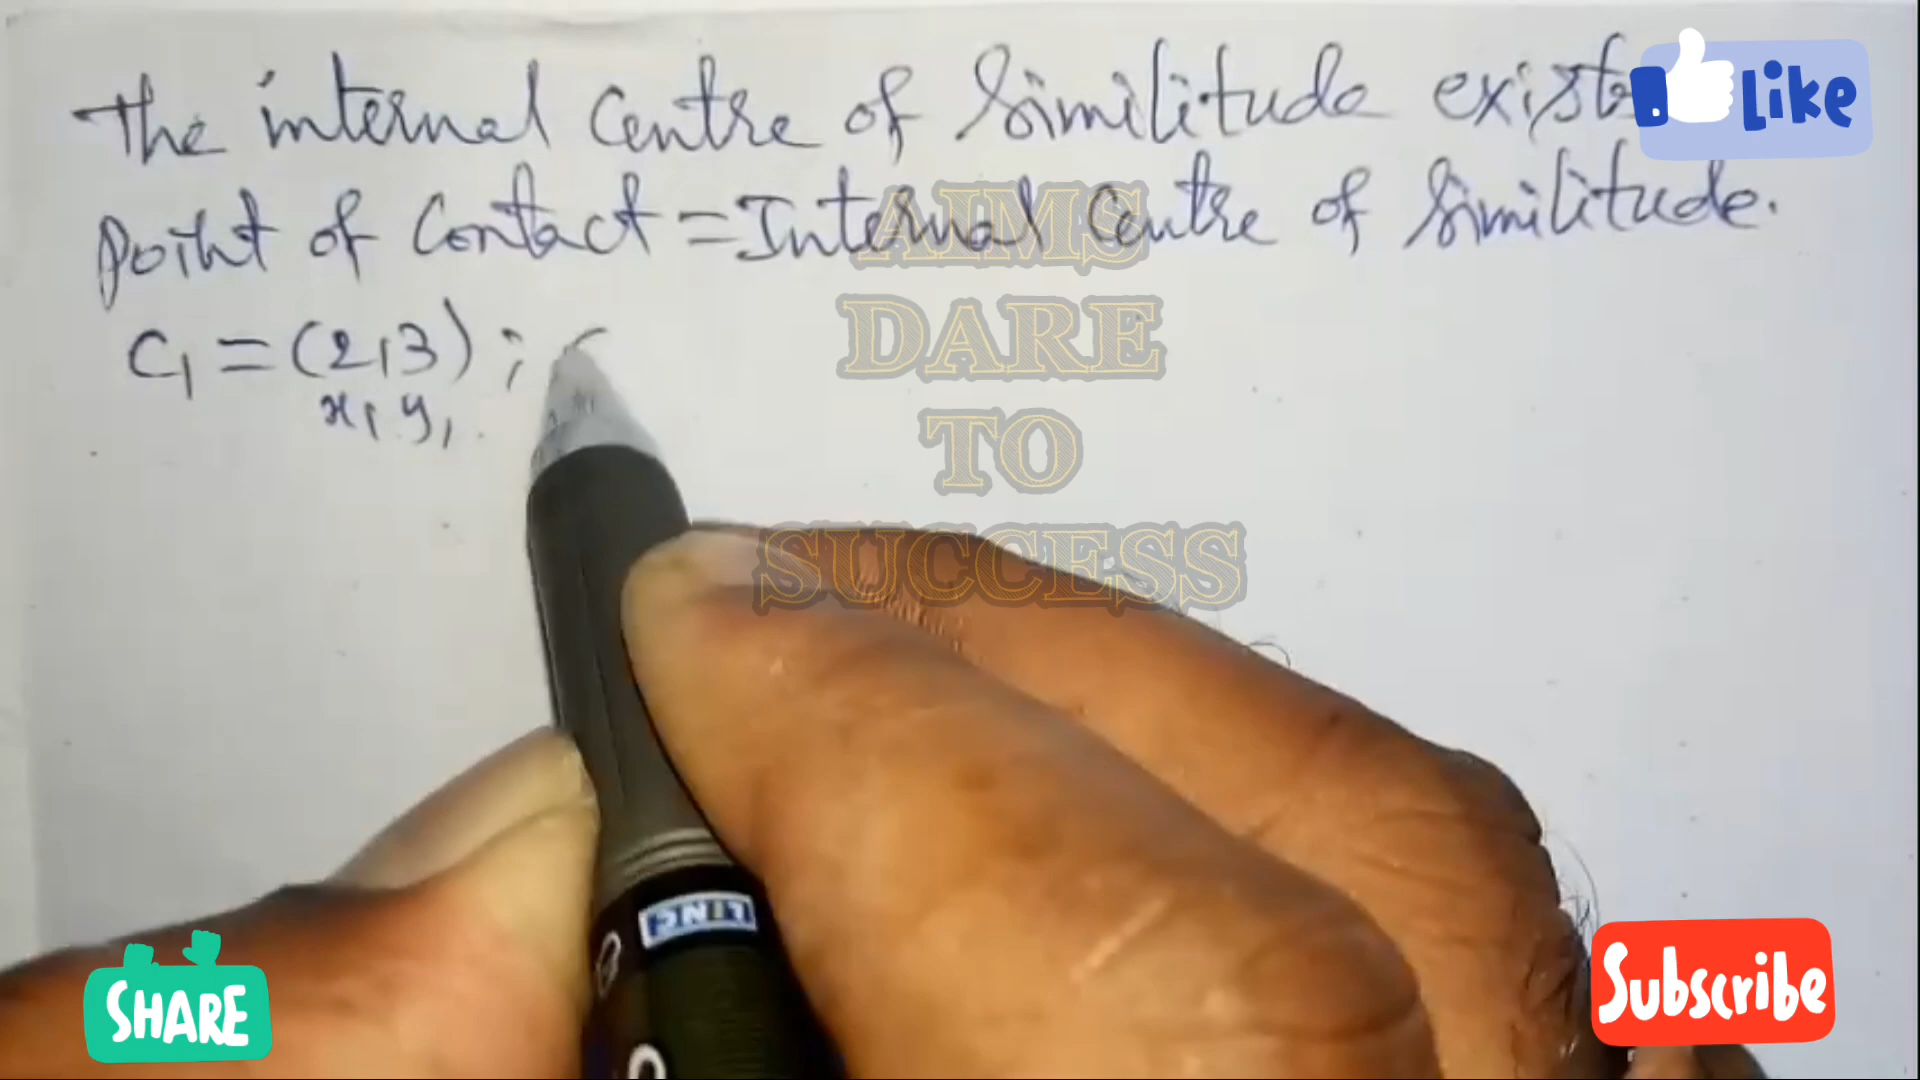 The internal Centre of Similitude exists
Like
Point of Contact = Internal Centre of Similitude.
C1 = (2,3) ; C
x1 y1
AIMS
DARE
TO
SUCCESS
LINC
SHARE
Subscribe